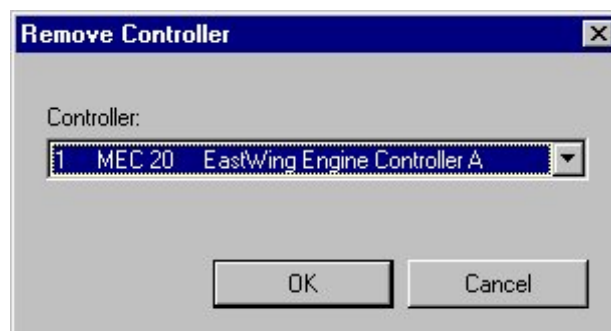 Remove Controller
Controller:
1 MEC 20 EastWing Engine Controller A
OK Cancel